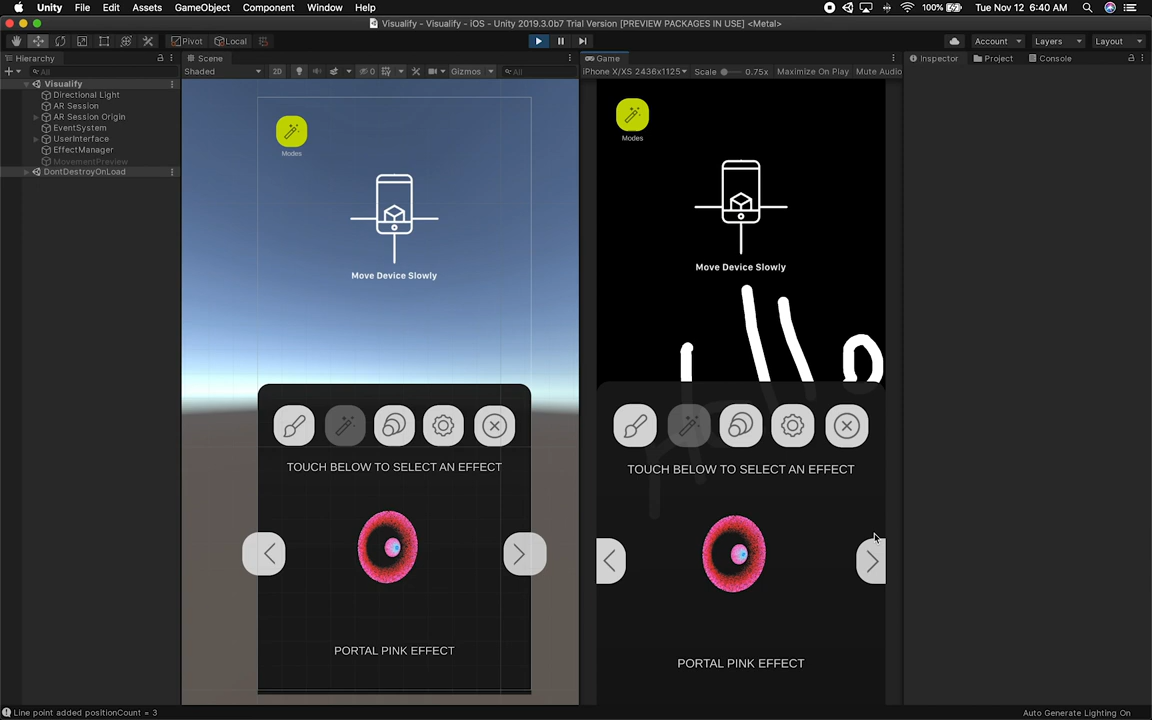 Unity File Edit Assets GameObject Component Window Help 100% Tue Nov 12 6:40 AM
Visualify - Visualify - iOS - Unity 2019.3.0b7 Trial Version [PREVIEW PACKAGES IN USE] <Metal>
Pivot Local Account Layers Layout
Hierarchy Scene Game Inspector Project Console
All Shaded 2D 0 Gizmos All iPhone X/XS 2436x1125 Scale 0.75x Maximize On Play Mute Audio
Visualify
Directional Light
AR Session
AR Session Origin
EventSystem
UserInterface
EffectManager
MovementPreview
DontDestroyOnLoad
Modes
Move Device Slowly
TOUCH BELOW TO SELECT AN EFFECT
PORTAL PINK EFFECT
Modes
Move Device Slowly
TOUCH BELOW TO SELECT AN EFFECT
PORTAL PINK EFFECT
Line point added positionCount = 3
Auto Generate Lighting On